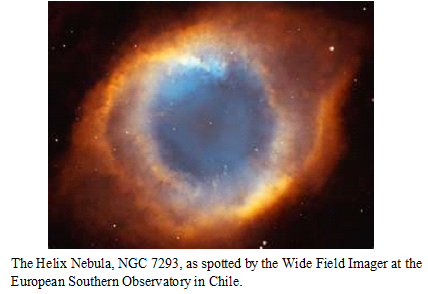 The Helix Nebula, NGC 7293, as spotted by the Wide Field Imager at the
European Southern Observatory in Chile.